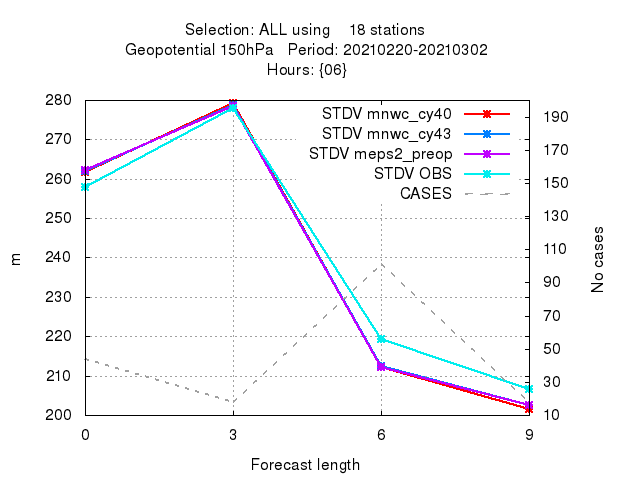 Selection: ALL using 18 stations
Geopotential 150hPa Period: 20210220-20210302
Hours: {06}
280
270
260
250
240
230
220
210
200
m
STDV mnwc_cy40
STDV mnwc_cy43
STDV meps2_preop
STDV OBS
CASES
190
170
150
130
110
90
70
50
30
10
No cases
0 3 6 9
Forecast length